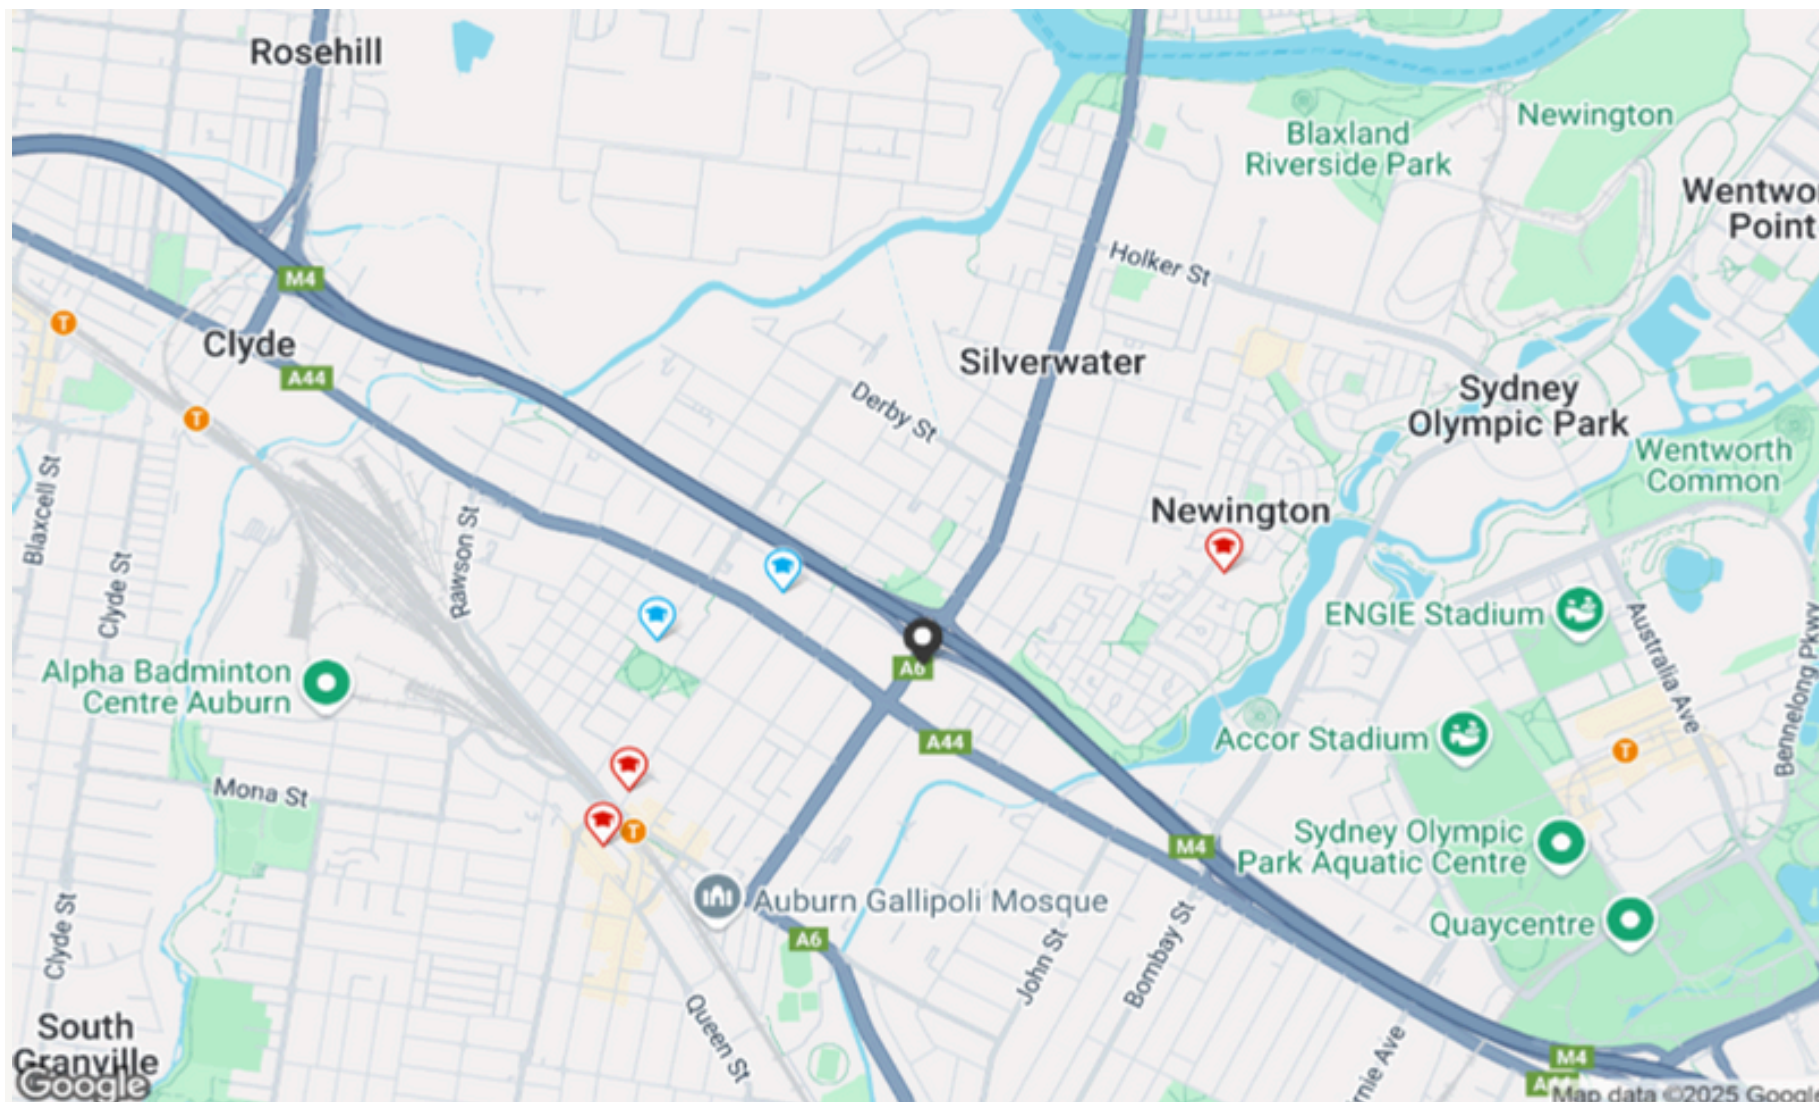 Rosehill
Newington
Blaxland
Riverside Park
Wentwo
Point
Holker St
M4
T
Clyde
Silverwater
A44
Sydney
Olympic Park
Derby St
T
Wentworth
Common
Blaxcell St
Rawson St
Newington
Clyde St
ENGIE Stadium
Australia Ave
A6
Alpha Badminton
Centre Auburn
Bennelong Pkwy
A44
Accor Stadium
T
Mona St
T
M4
Sydney Olympic
Park Aquatic Centre
Auburn Gallipoli Mosque
Quaycentre
Clyde St
A6
John St
Bombay St
South
Granville
Queen St
rnie Ave
M4
Google
Map data ©2025 Google